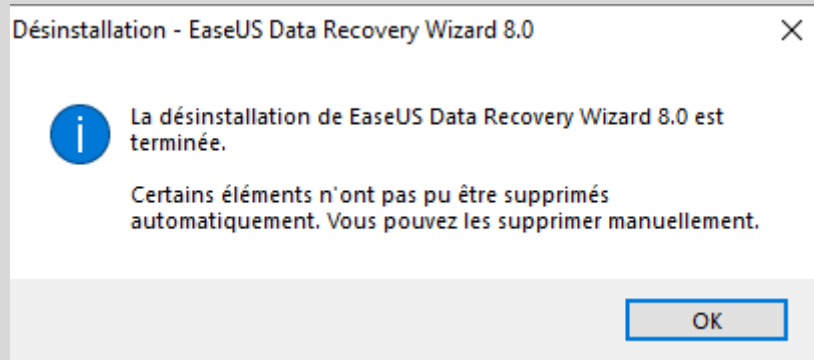 Désinstallation - EaseUS Data Recovery Wizard 8.0
La désinstallation de EaseUS Data Recovery Wizard 8.0 est
terminée.
Certains éléments n'ont pas pu être supprimés
automatiquement. Vous pouvez les supprimer manuellement.
OK